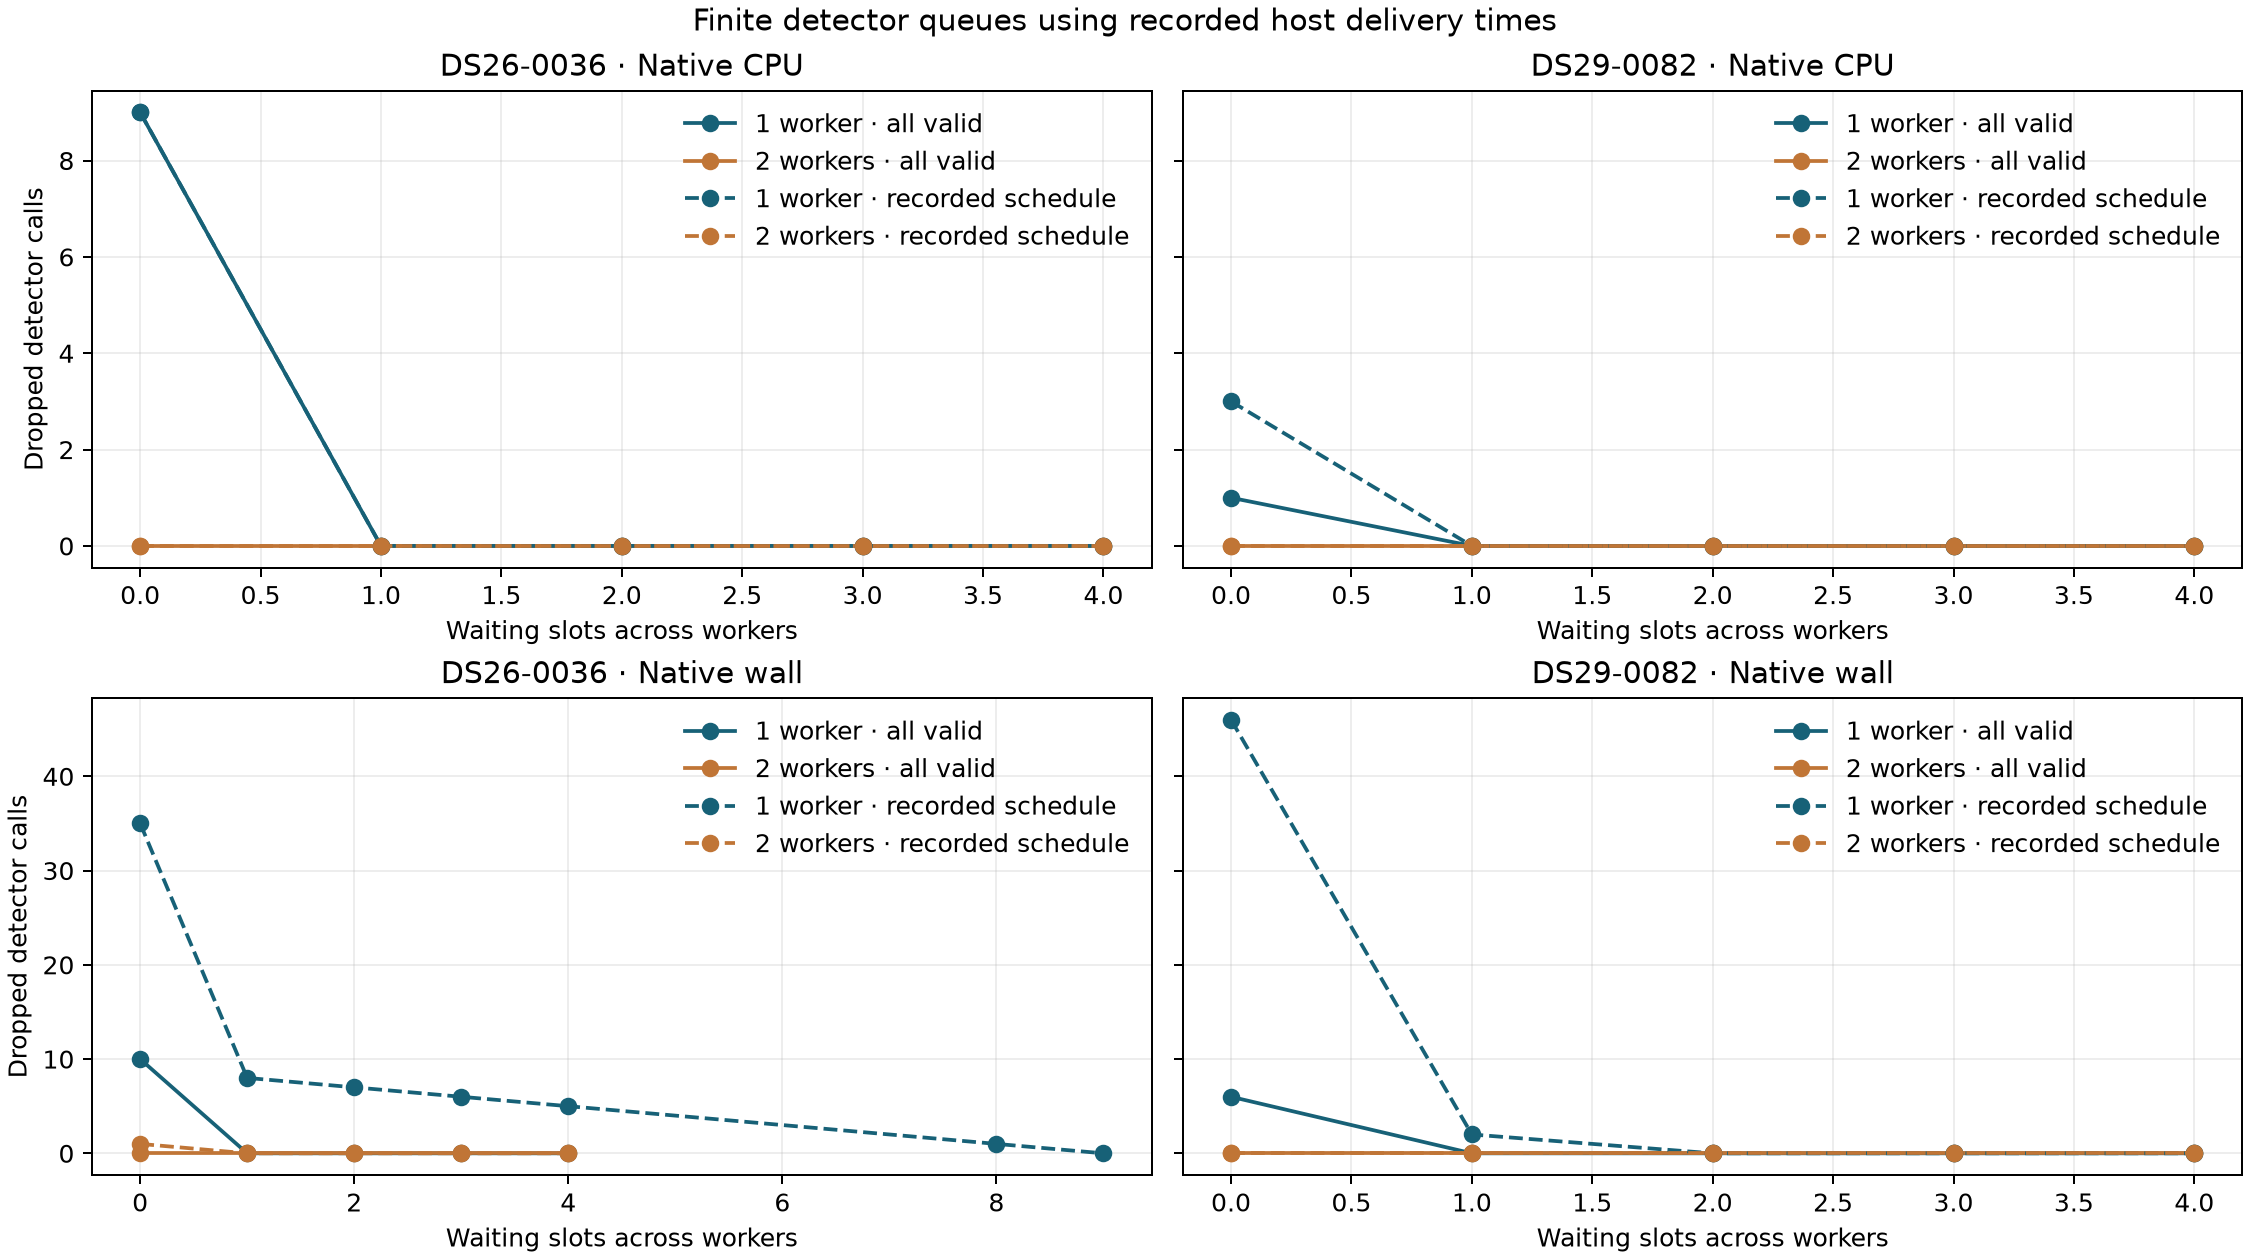 Finite detector queues using recorded host delivery times
DS26-0036 · Native CPU
Dropped detector calls
8
6
4
2
0
1 worker · all valid
2 workers · all valid
1 worker · recorded schedule
2 workers · recorded schedule
0.0 0.5 1.0 1.5 2.0 2.5 3.0 3.5 4.0
Waiting slots across workers
DS29-0082 · Native CPU
1 worker · all valid
2 workers · all valid
1 worker · recorded schedule
2 workers · recorded schedule
0.0 0.5 1.0 1.5 2.0 2.5 3.0 3.5 4.0
Waiting slots across workers
DS26-0036 · Native wall
Dropped detector calls
40
30
20
10
0
1 worker · all valid
2 workers · all valid
1 worker · recorded schedule
2 workers · recorded schedule
0 2 4 6 8
Waiting slots across workers
DS29-0082 · Native wall
1 worker · all valid
2 workers · all valid
1 worker · recorded schedule
2 workers · recorded schedule
0.0 0.5 1.0 1.5 2.0 2.5 3.0 3.5 4.0
Waiting slots across workers